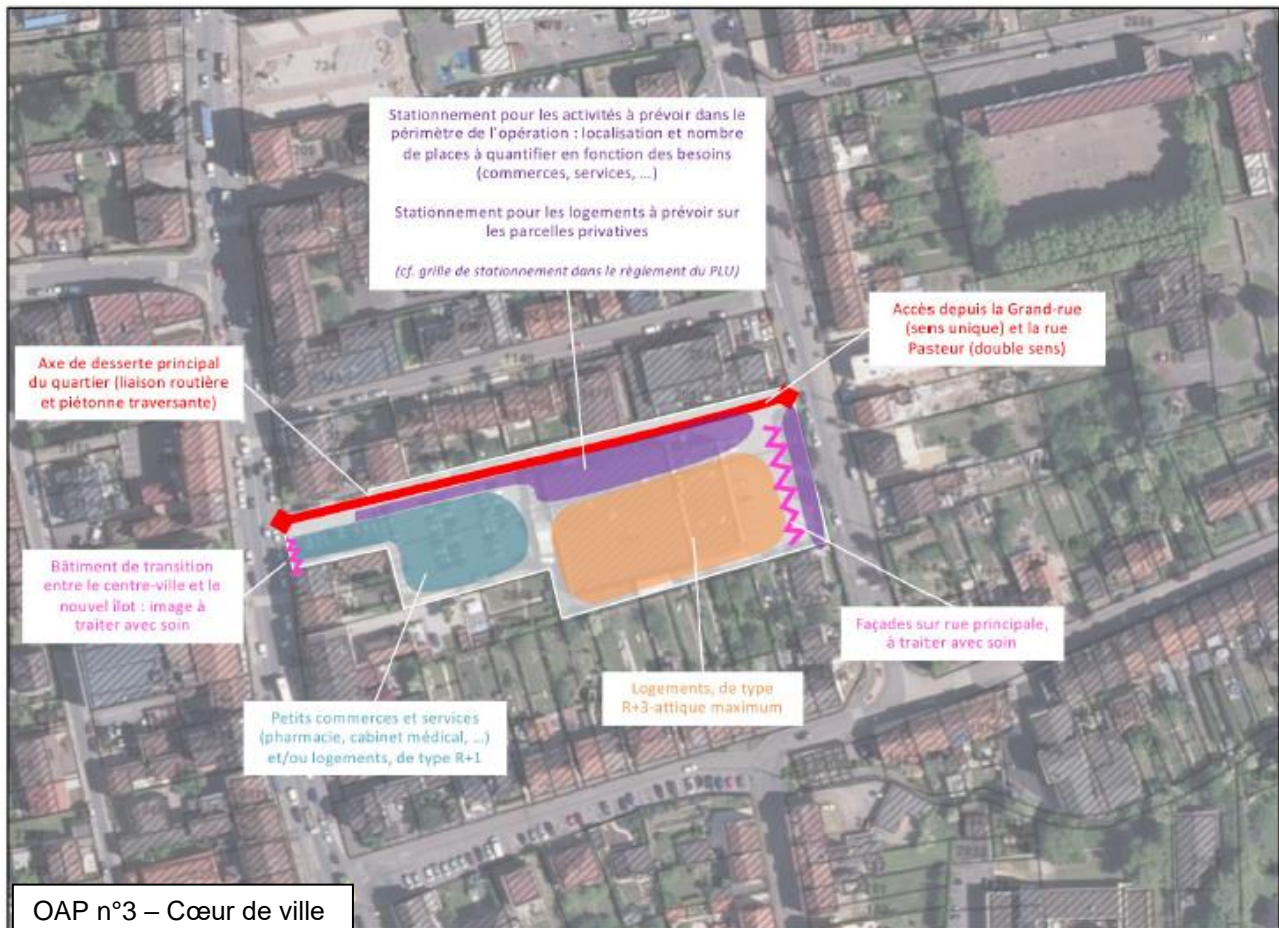 Stationnement pour les activités à prévoir dans le
périmètre de l'opération : localisation et nombre
de places à quantifier en fonction des besoins
(commerces, services, ...)
Stationnement pour les logements à prévoir sur
les parcelles privatives
(cf. grille de stationnement dans le règlement du PLU)
Accès depuis la Grand-rue
(sens unique) et la rue
Pasteur (double sens)
Axe de desserte principal
du quartier (liaison routière
et piétonne traversante)
Bâtiment de transition
entre le centre-ville et le
nouvel îlot : image à
traiter avec soin
Façades sur rue principale,
à traiter avec soin
Logements, de type
R+3-attique maximum
Petits commerces et services
(pharmacie, cabinet médical, ...)
et/ou logements, de type R+1
OAP n°3 – Cœur de ville